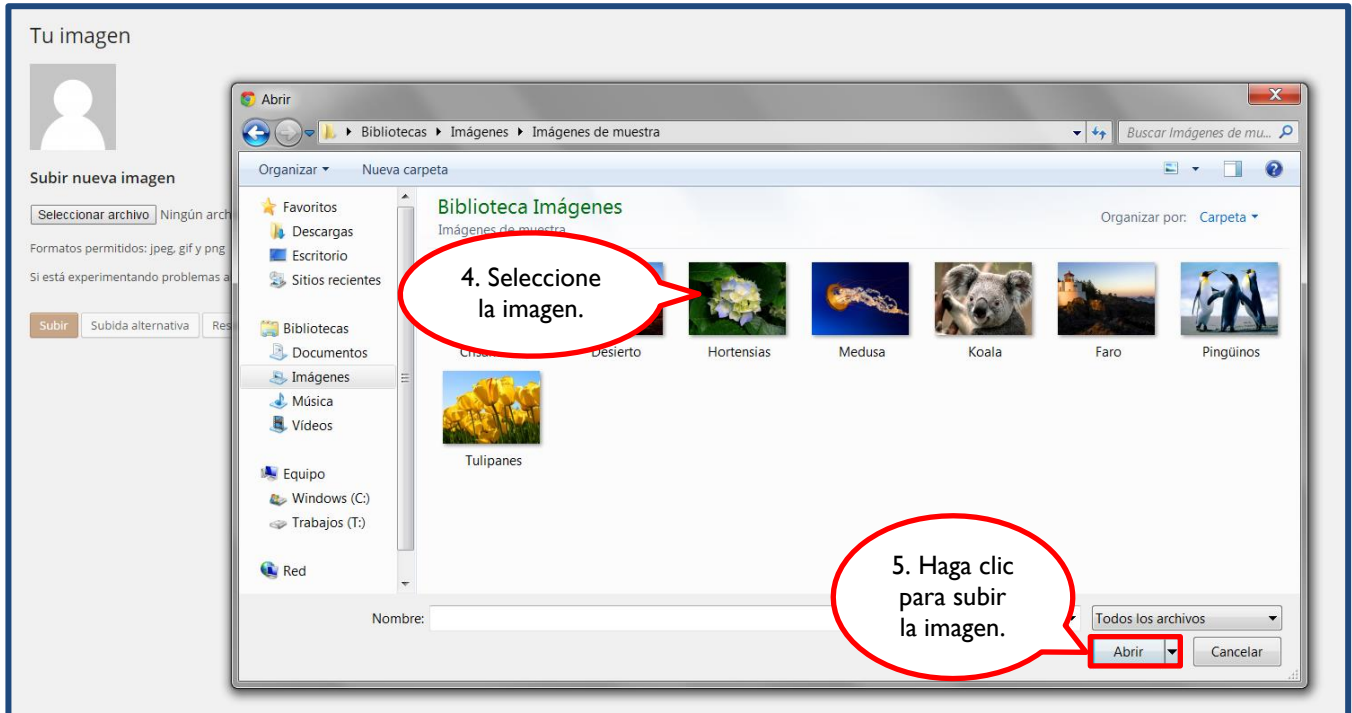 Tu imagen
Subir nueva imagen
Seleccionar archivo Ningún arch
Formatos permitidos: jpeg, gif y png
Si está experimentando problemas a
Subir
Subida alternativa
Res
Abrir
Bibliotecas
Imágenes
Imágenes de muestra
Buscar Imágenes de mu...
Organizar
Nueva carpeta
Favoritos
Descargas
Escritorio
Sitios recientes
Bibliotecas
Documentos
Imágenes
Música
Vídeos
Equipo
Windows (C:)
Trabajos (T:)
Red
Biblioteca Imágenes
Imágenes de muestra
Organizar por: Carpeta
4. Seleccione
la imagen.
Desierto
Hortensias
Medusa
Koala
Faro
Pingüinos
Tulipanes
5. Haga clic
para subir
la imagen.
Nombre:
Todos los archivos
Abrir
Cancelar